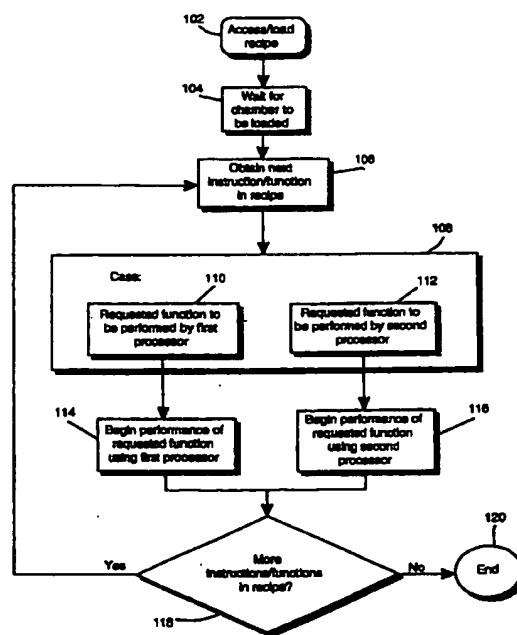 102
Access/load
recipe
104
Wait for
chamber to
be loaded
Obtain next
instruction/function
in recipe
106
108
Case:
110
112
Requested function to
be performed by first
processor
Requested function
to be performed by second
processor
114
Begin performance of
requested function
using first processor
Begin performance of
requested function
using second
processor
116
Yes
More
instructions/functions
in recipe?
No
120
End
118